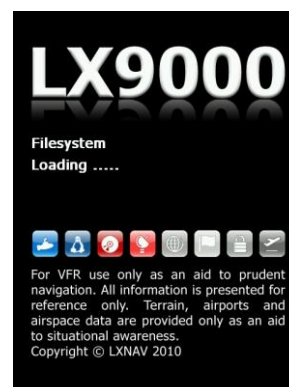 LX9000
Filesystem
Loading .....
For VFR use only as an aid to prudent
navigation. All information is presented for
reference only. Terrain, airports and
airspace data are provided only as an aid
to situational awareness.
Copyright © LXNAV 2010